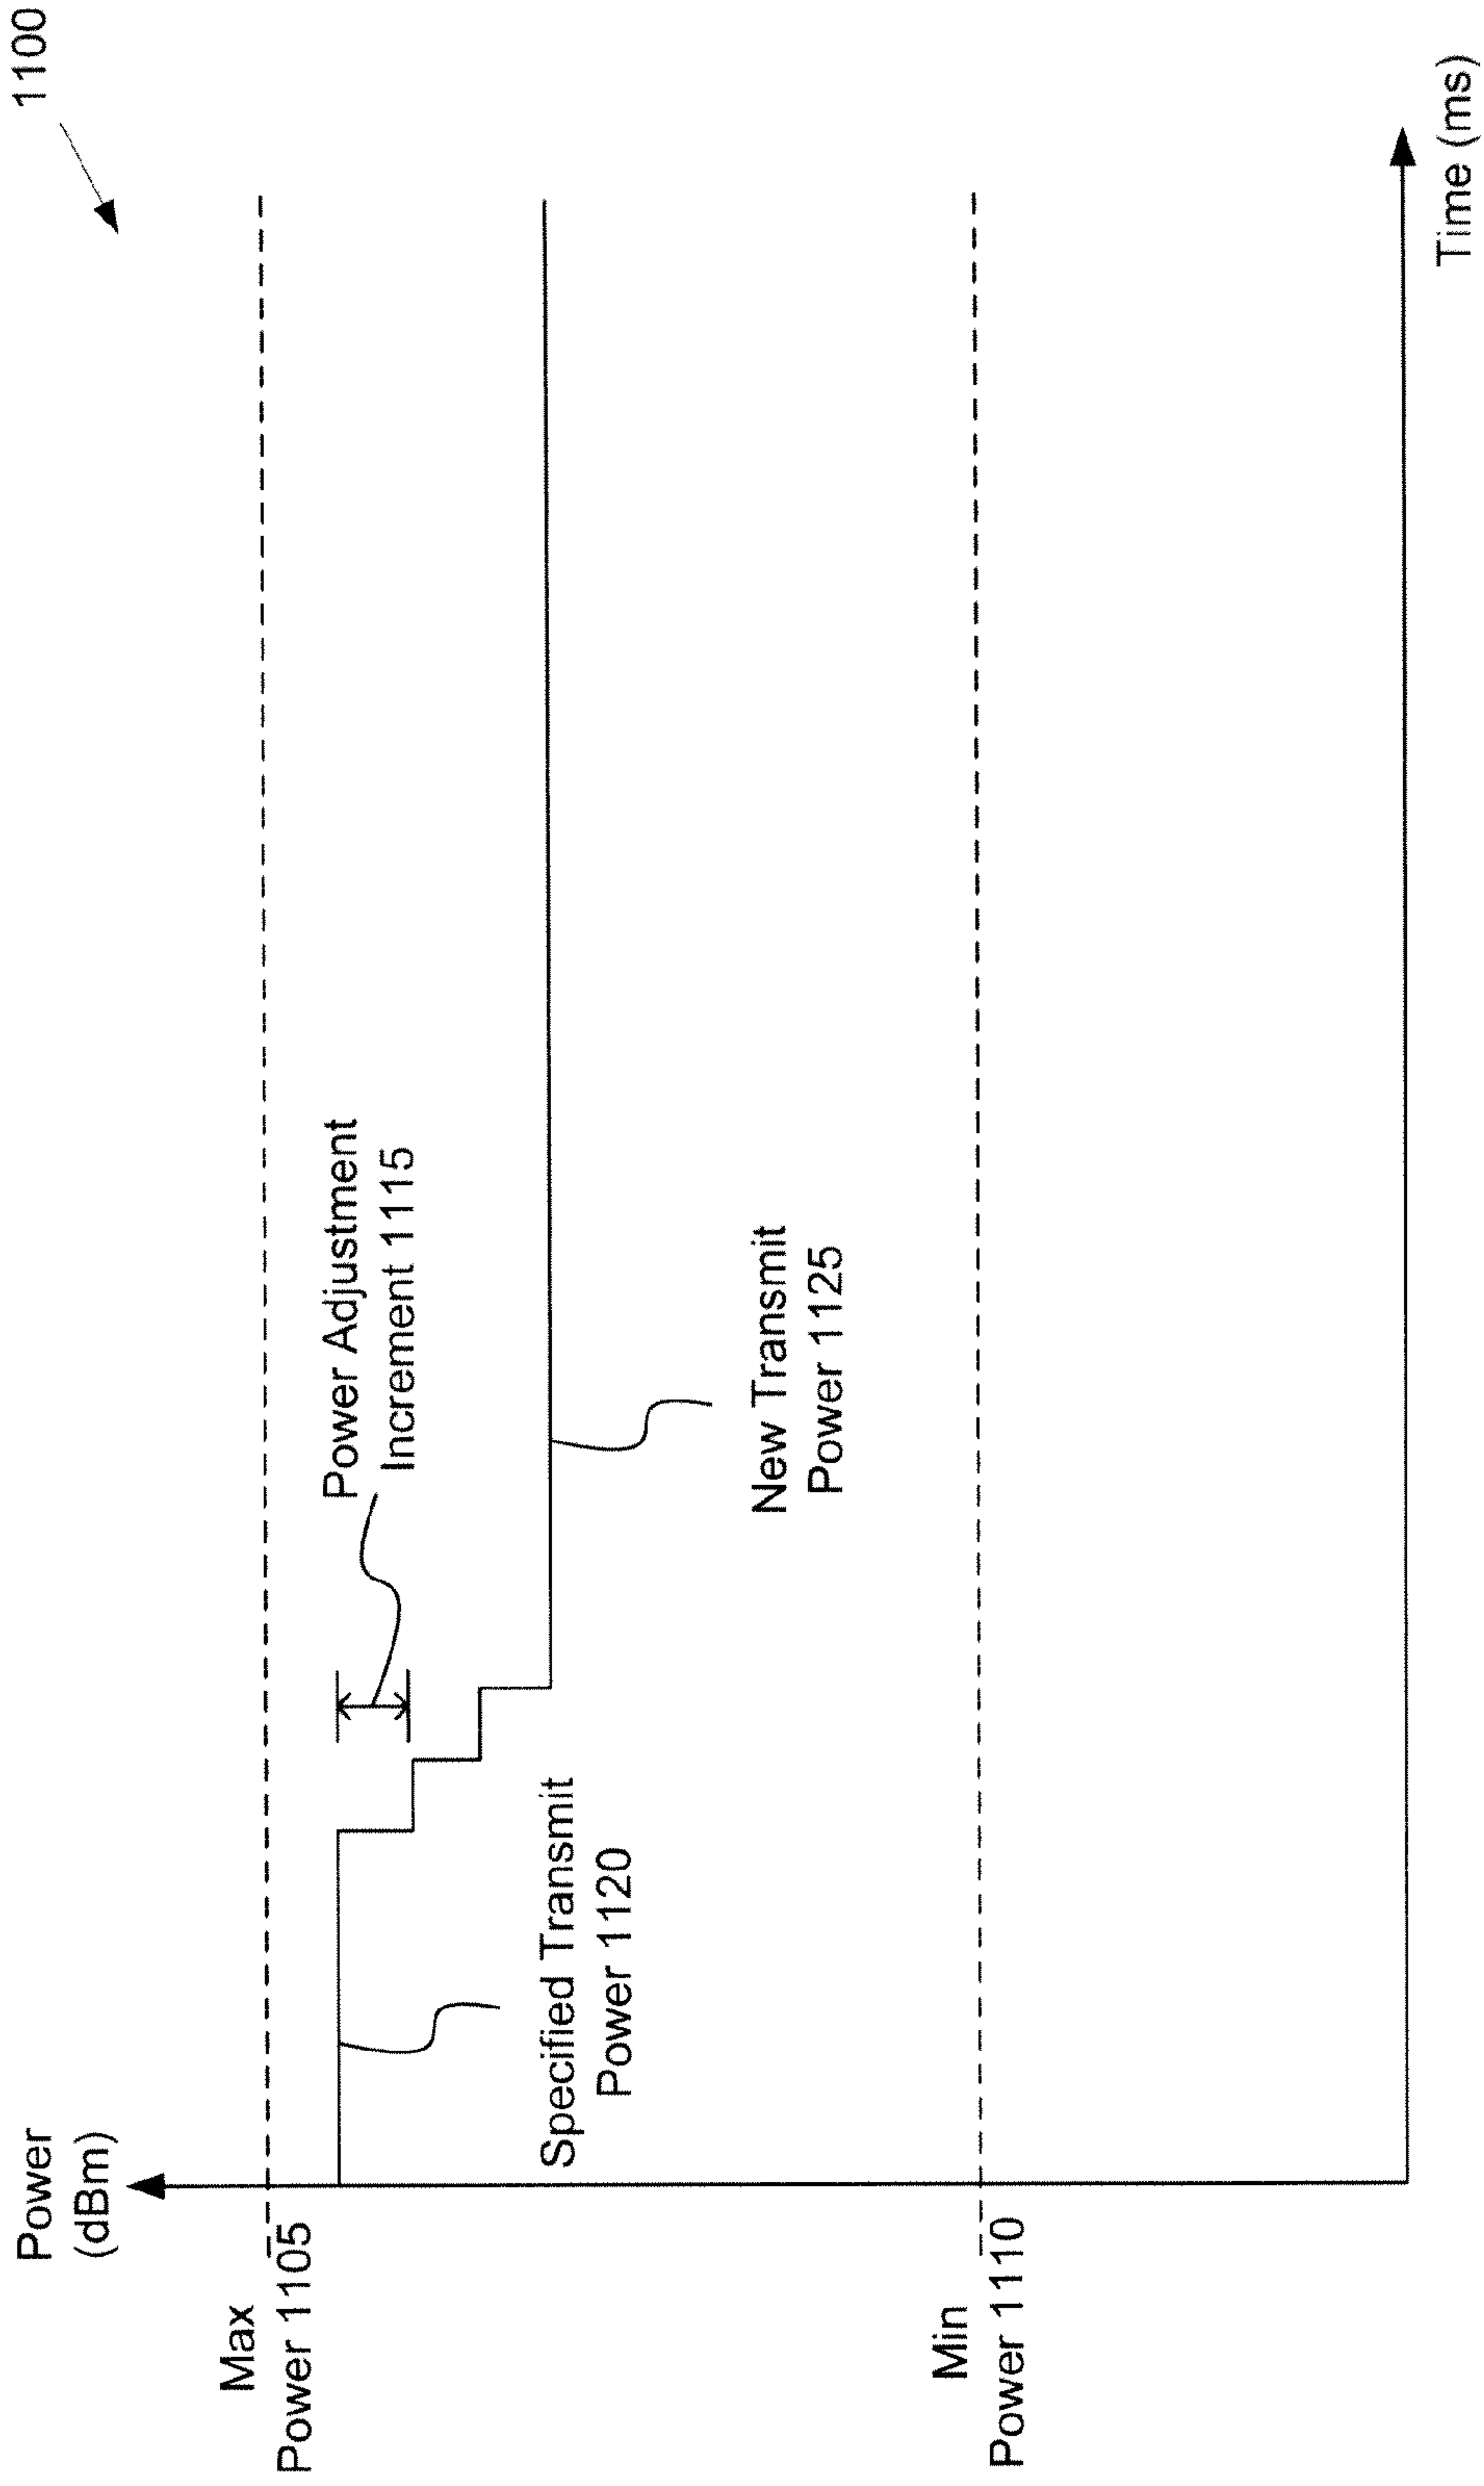 1100
Power
(dBm)
Max
Power 1105
Power Adjustment
Increment 1115
Specified Transmit
Power 1120
New Transmit
Power 1125
Min
Power 1110
Time (ms)